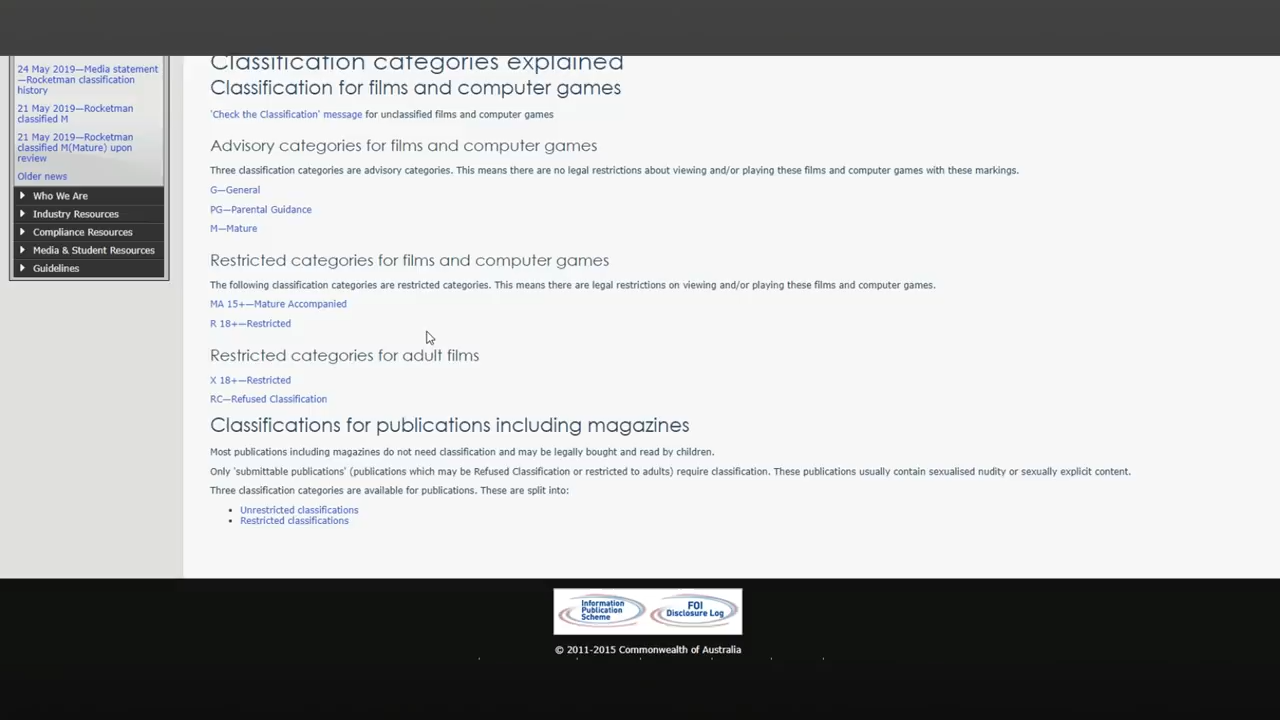 24 May 2019—Media statement
—Rocketman classification
history
21 May 2019—Rocketman
classified M
21 May 2019—Rocketman
classified M(Mature) upon
review
Older news
Who We Are
Industry Resources
Compliance Resources
Media & Student Resources
Guidelines
Classification categories explained
Classification for films and computer games
'Check the Classification' message for unclassified films and computer games
Advisory categories for films and computer games
Three classification categories are advisory categories. This means there are no legal restrictions about viewing and/or playing these films and computer games with these markings.
G—General
PG—Parental Guidance
M—Mature
Restricted categories for films and computer games
The following classification categories are restricted categories. This means there are legal restrictions on viewing and/or playing these films and computer games.
MA 15+—Mature Accompanied
R 18+—Restricted
Restricted categories for adult films
X 18+—Restricted
RC—Refused Classification
Classifications for publications including magazines
Most publications including magazines do not need classification and may be legally bought and read by children.
Only 'submittable publications' (publications which may be Refused Classification or restricted to adults) require classification. These publications usually contain sexualised nudity or sexually explicit content.
Three classification categories are available for publications. These are split into:
Unrestricted classifications
Restricted classifications
Information
Publication
Scheme
FOI
Disclosure Log
© 2011-2015 Commonwealth of Australia